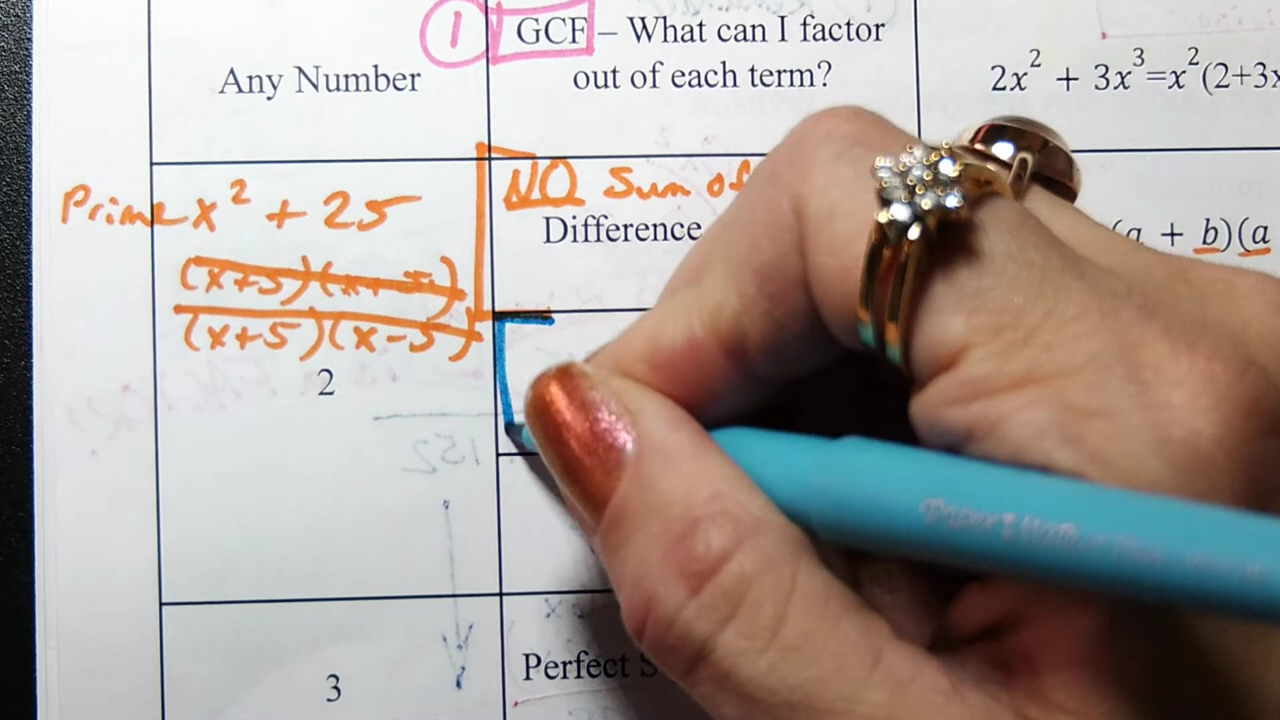 1 GCF – What can I factor
out of each term?
Any Number
2x² + 3x³=x²(2+3x
Prime x² + 25
NO Sum of
Difference
(a + b)(a
(x+5)(x+5)
(x+5)(x-5)
2
152
3
Perfect S